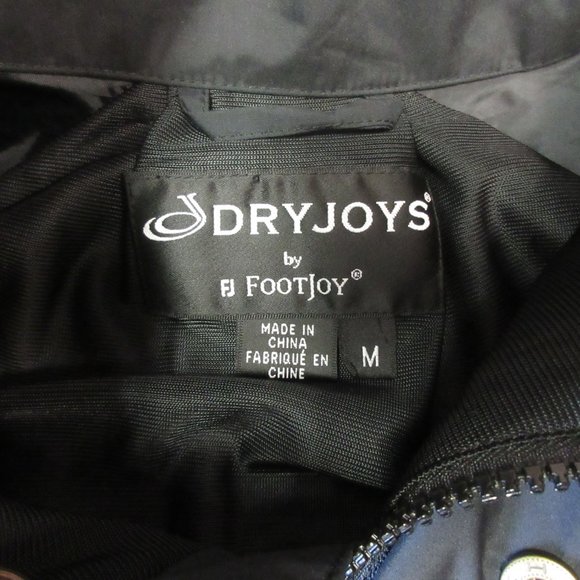 DRYJOYS®
by
FJ FOOTJOY®
MADE IN
CHINA
FABRIQUÉ EN
CHINE
M